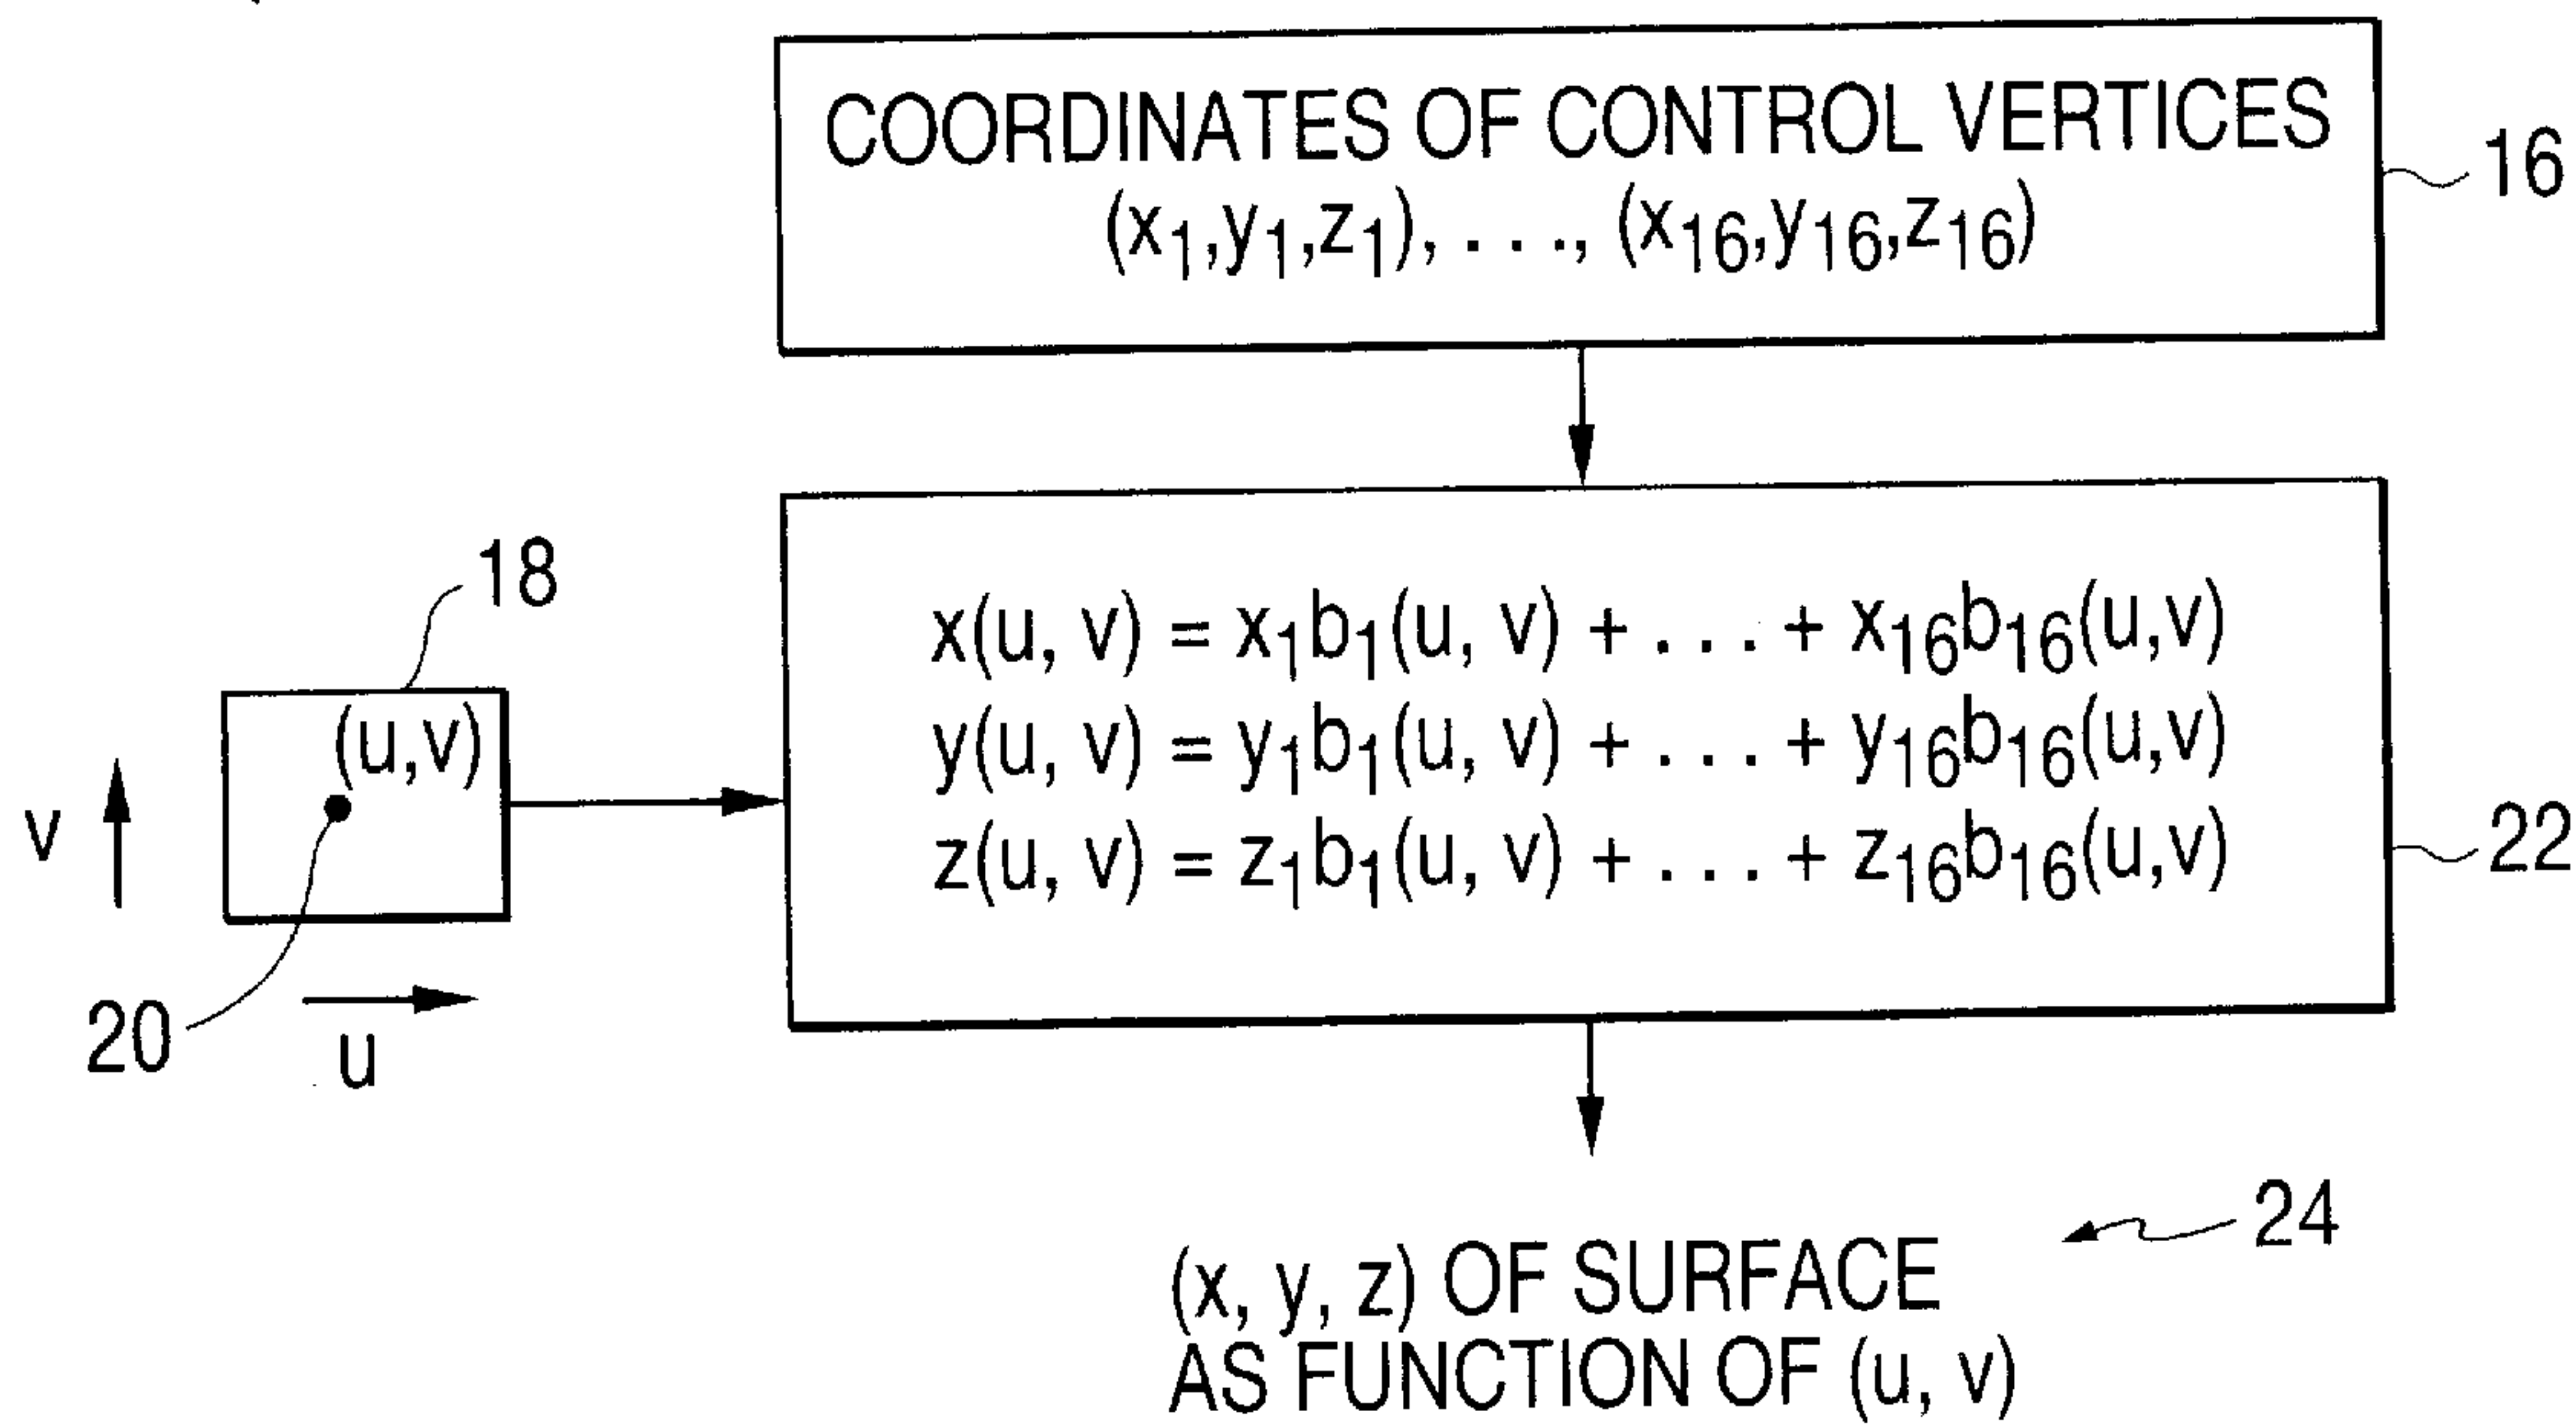 COORDINATES OF CONTROL VERTICES
(x₁,y₁,z₁), . . ., (x₁₆,y₁₆,z₁₆)
16
18
(u,v)
v
20
u
x(u, v) = x₁b₁(u, v) + . . . + x₁₆b₁₆(u,v)
y(u, v) = y₁b₁(u, v) + . . . + y₁₆b₁₆(u,v)
z(u, v) = z₁b₁(u, v) + . . . + z₁₆b₁₆(u,v)
22
24
(x, y, z) OF SURFACE
AS FUNCTION OF (u, v)